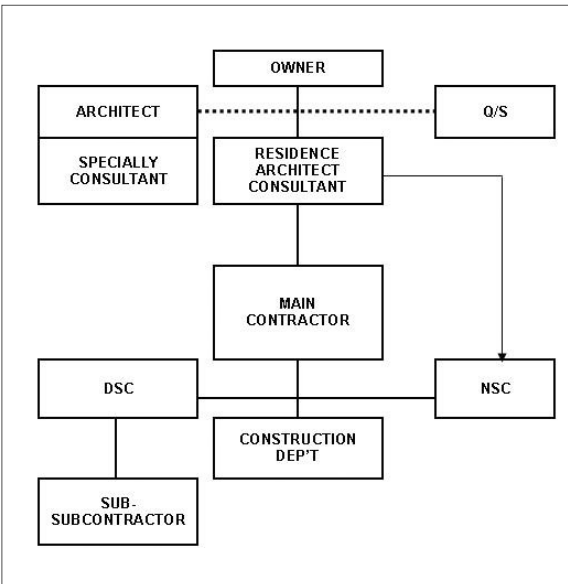 OWNER
ARCHITECT
Q/S
SPECIALLY
CONSULTANT
RESIDENCE
ARCHITECT
CONSULTANT
MAIN
CONTRACTOR
DSC
NSC
CONSTRUCTION
DEP'T
SUB-
SUBCONTRACTOR